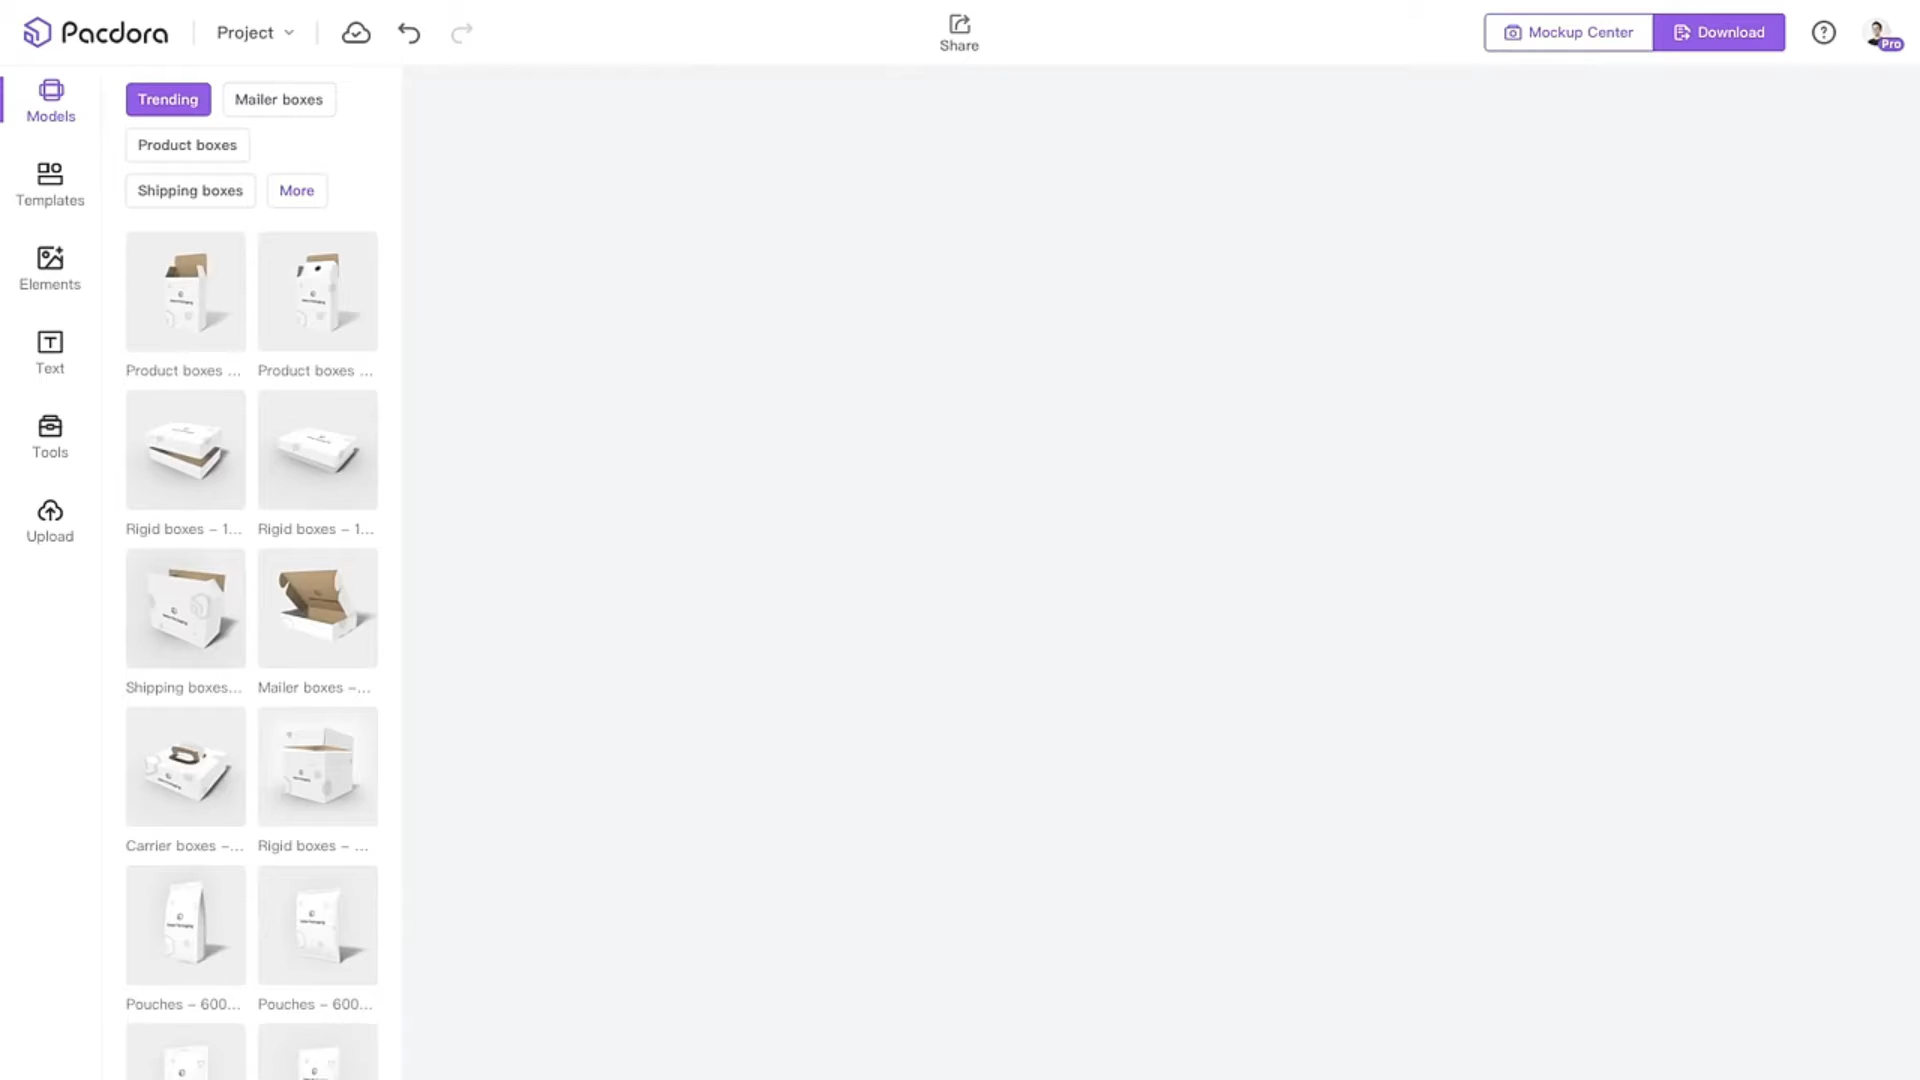 Pacdora
Project
Share
Mockup Center
Download
Pro
Models
Templates
Elements
Text
Tools
Upload
Trending
Mailer boxes
Product boxes
Shipping boxes
More
Product boxes ...
Product boxes ...
Rigid boxes – 1...
Rigid boxes – 1...
Shipping boxes...
Mailer boxes –...
Carrier boxes –...
Rigid boxes – ...
Pouches – 600...
Pouches – 600...